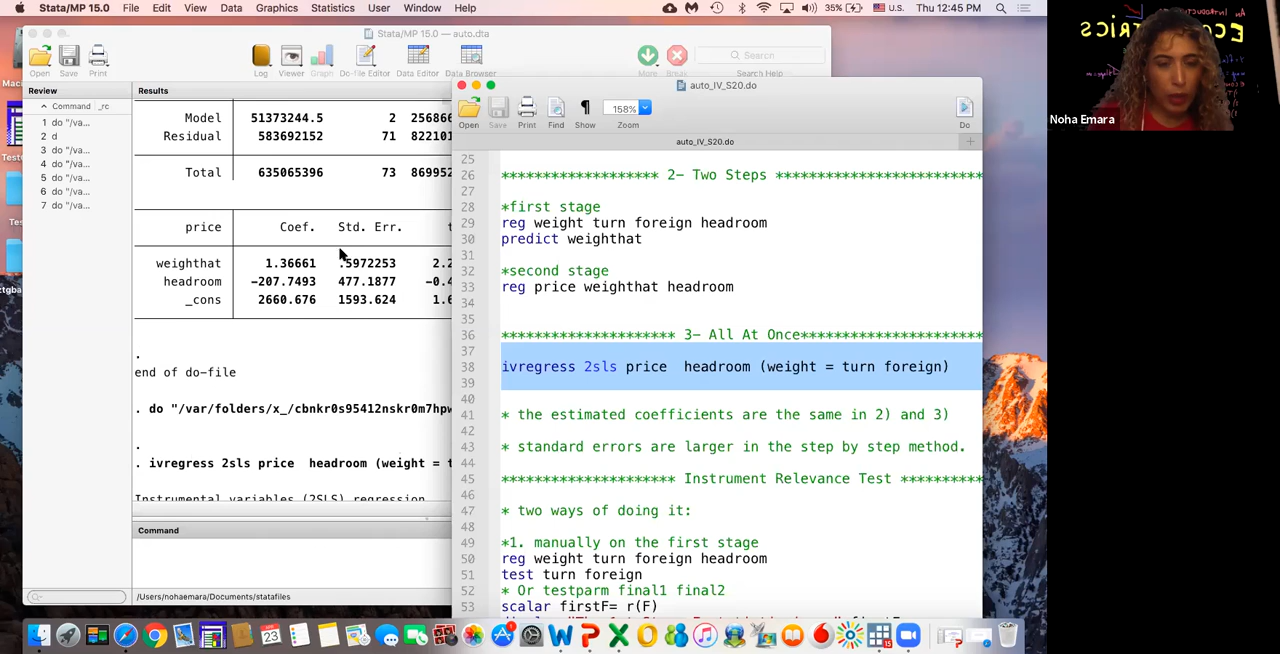 Stata/MP 15.0 File Edit View Data Graphics Statistics User Window Help 35% U.S. Thu 12:45 PM
Stata/MP 15.0 — auto.dta
Open Save Print Log Viewer Graph Do-file Editor Data Editor Data Browser More Break Search
Search Help
Review
Command _rc
1 do "/va...
2 d
3 do "/va...
4 do "/va...
5 do "/va...
6 do "/va...
7 do "/va...
Results
Model 51373244.5 2 256866
Residual 583692152 71 822101
Total 635065396 73 869952
price Coef. Std. Err. t
weighthat 1.36661 .5972253 2.2
headroom -207.7493 477.1877 -0.4
_cons 2660.676 1593.624 1.6
.
end of do-file
. do "/var/folders/x_/cbnkr0s95412nskr0m7hpw
.
. ivregress 2sls price headroom (weight = t
Instrumental variables (2SLS) regression
Command
/Users/nohaemara/Documents/statafiles
auto_IV_S20.do
Open Save Print Find Show 158% Zoom Do
auto_IV_S20.do
25
26 ******************* 2- Two Steps ***********************
27
28 *first stage
29 reg weight turn foreign headroom
30 predict weighthat
31
32 *second stage
33 reg price weighthat headroom
34
35
36 ********************* 3- All At Once**********************
37
38 ivregress 2sls price headroom (weight = turn foreign)
39
40
41 * the estimated coefficients are the same in 2) and 3)
42
43 * standard errors are larger in the step by step method.
44
45 ********************* Instrument Relevance Test **********
46
47 * two ways of doing it:
48
49 *1. manually on the first stage
50 reg weight turn foreign headroom
51 test turn foreign
52 * Or testparm final1 final2
53 scalar firstF= r(F)
Noha Emara